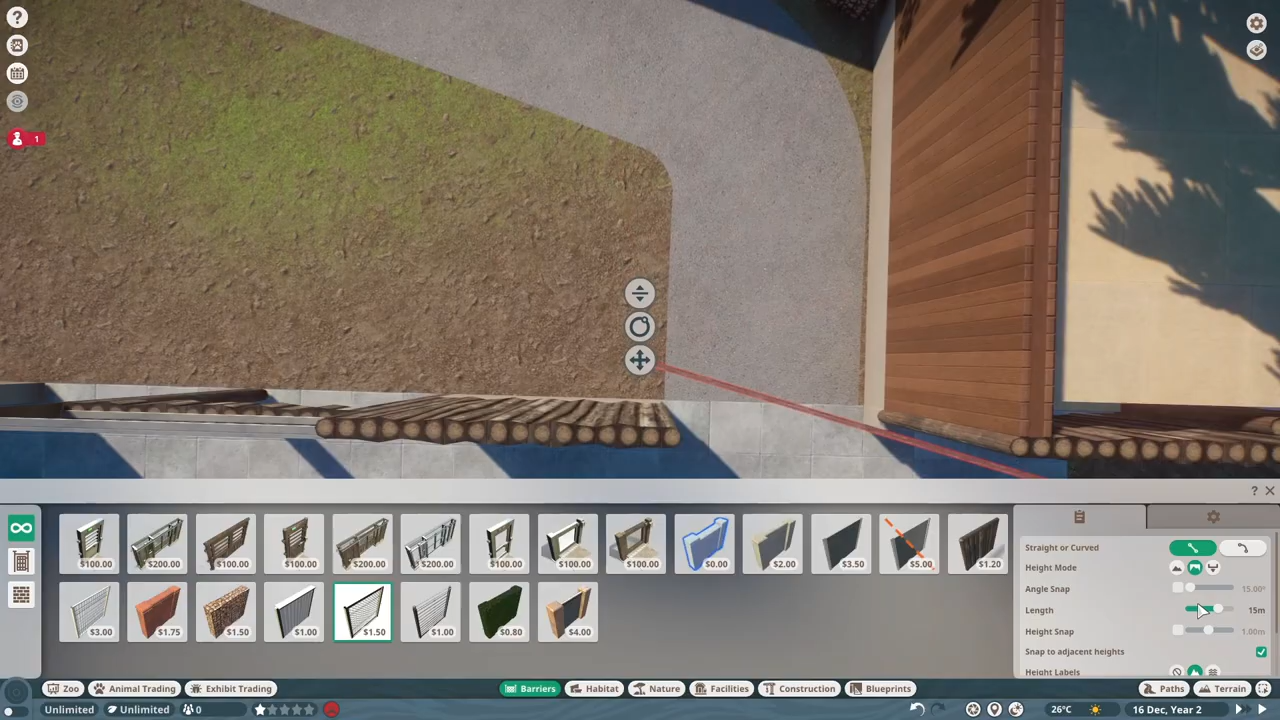 ?
1
?
$100.00 $200.00 $100.00 $100.00 $200.00 $200.00 $100.00 $100.00 $100.00 $0.00 $2.00 $3.50 $5.00 $1.20
$3.00 $1.75 $1.50 $1.00 $1.50 $1.00 $0.80 $4.00
Straight or Curved
Height Mode
Angle Snap 15.00°
Length 15m
Height Snap 1.00m
Snap to adjacent heights
Height Labels
Zoo Animal Trading Exhibit Trading Barriers Habitat Nature Facilities Construction Blueprints Paths Terrain
Unlimited Unlimited 0 26°C 16 Dec, Year 2